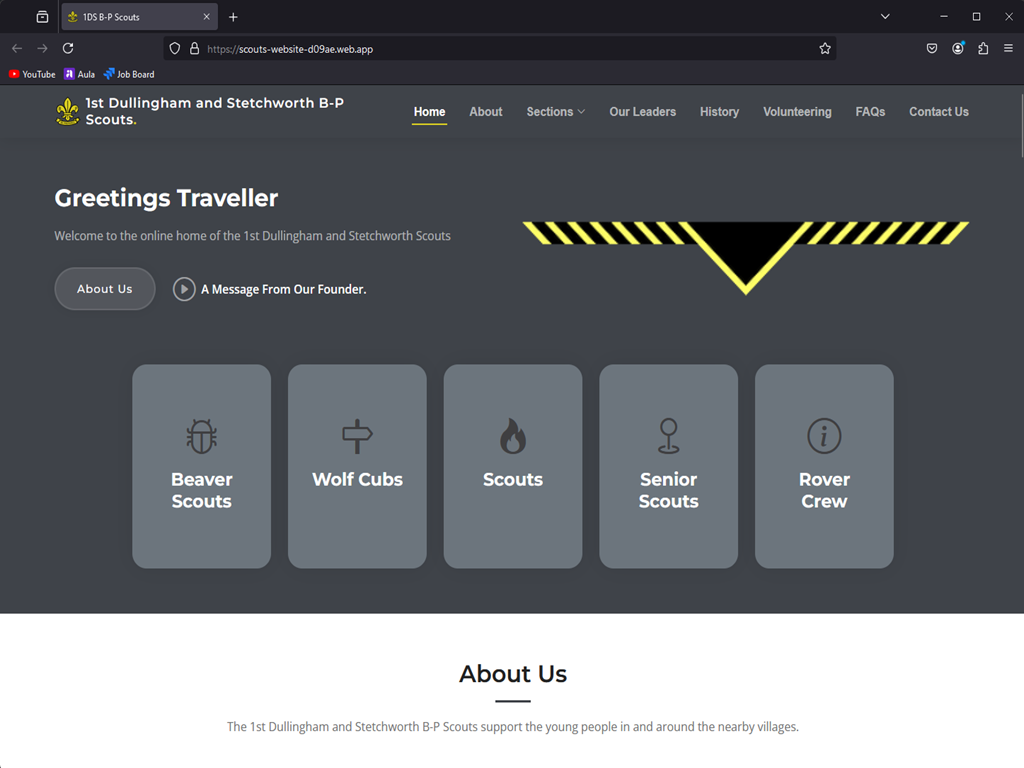 1DS B-P Scouts
https://scouts-website-d09ae.web.app
YouTube
Aula
Job Board
1st Dullingham and Stetchworth B-P
Scouts.
Home
About
Sections
Our Leaders
History
Volunteering
FAQs
Contact Us
Greetings Traveller
Welcome to the online home of the 1st Dullingham and Stetchworth Scouts
About Us
A Message From Our Founder.
Beaver
Scouts
Wolf Cubs
Scouts
Senior
Scouts
Rover
Crew
About Us
The 1st Dullingham and Stetchworth B-P Scouts support the young people in and around the nearby villages.